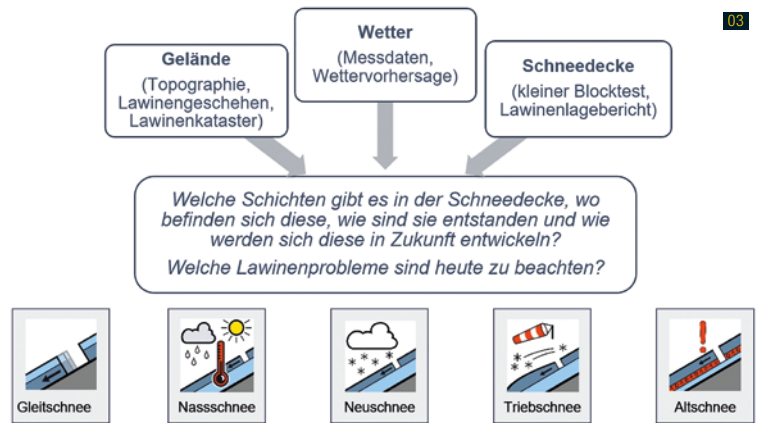 03
Gelände
(Topographie,
Lawinengeschehen,
Lawinenkataster)
Wetter
(Messdaten,
Wettervorhersage)
Schneedecke
(kleiner Blocktest,
Lawinenlagebericht)
Welche Schichten gibt es in der Schneedecke, wo
befinden sich diese, wie sind sie entstanden und wie
werden sich diese in Zukunft entwickeln?
Welche Lawinenprobleme sind heute zu beachten?
Gleitschnee
Nassschnee
Neuschnee
Triebschnee
Altschnee